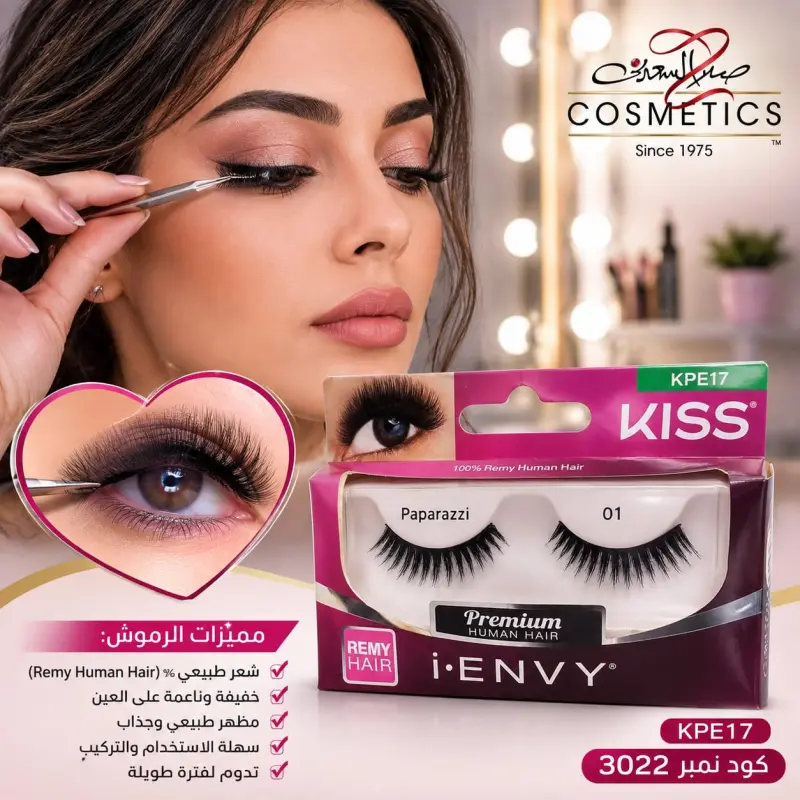 COSMETICS
Since 1975
TM
KPE17
KISS®
100% Remy Human Hair
Paparazzi
01
Premium
HUMAN HAIR
REMY
HAIR
i·ENVY®
مميزات الرموش:
شعر طبيعي % (Remy Human Hair)
خفيفة وناعمة على العين
مظهر طبيعي وجذاب
سهلة الاستخدام والتركيب
تدوم لفترة طويلة
KPE17
كود نمبر 3022